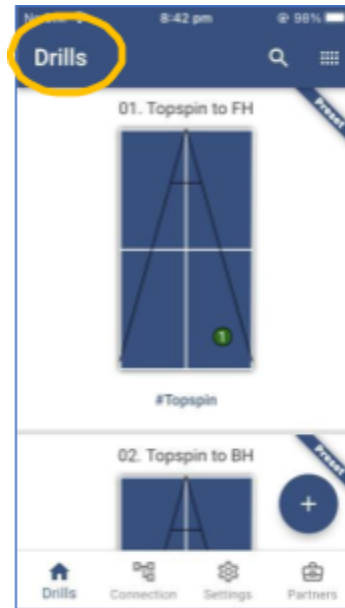 8:42 pm
98%
Drills
01. Topspin to FH
Preset
1
#Topspin
02. Topspin to BH
Preset
+
Drills
Connection
Settings
Partners